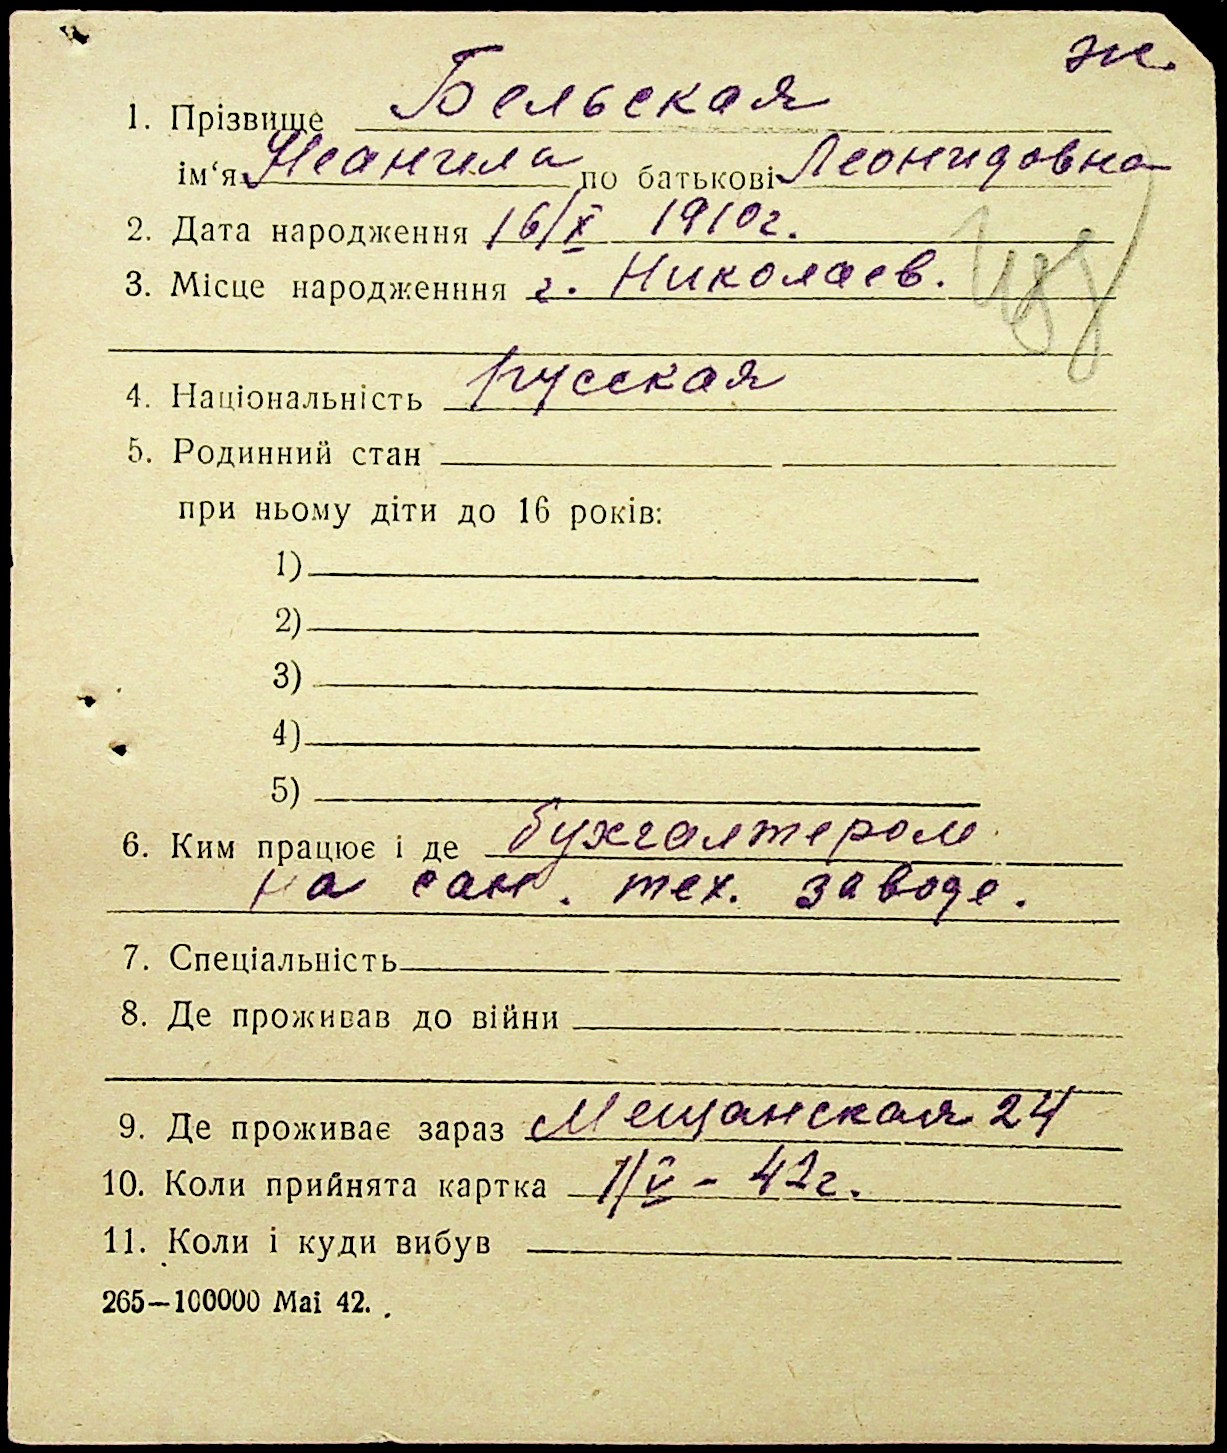 ж.
1. Прізвище Бельская
ім‘я Неанила по батькові Леонидовна
2. Дата народження 16/X 1910г.
3. Місце народженння г. Николаев.
4. Національність русская
5. Родинний стан
при ньому діти до 16 років:
1)
2)
3)
4)
5)
6. Ким працює і де бухгалтером
на сан. тех. заводе.
7. Спеціальність
8. Де проживав до війни
9. Де проживає зараз Мещанская 24
10. Коли прийнята картка 1/V - 42г.
11. Коли і куди вибув
265—100000 Mai 42.